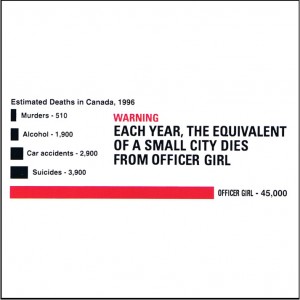 Estimated Deaths in Canada, 1996
Murders - 510
Alcohol - 1,900
Car accidents - 2,900
Suicides - 3,900
WARNING
EACH YEAR, THE EQUIVALENT
OF A SMALL CITY DIES
FROM OFFICER GIRL
OFFICER GIRL - 45,000